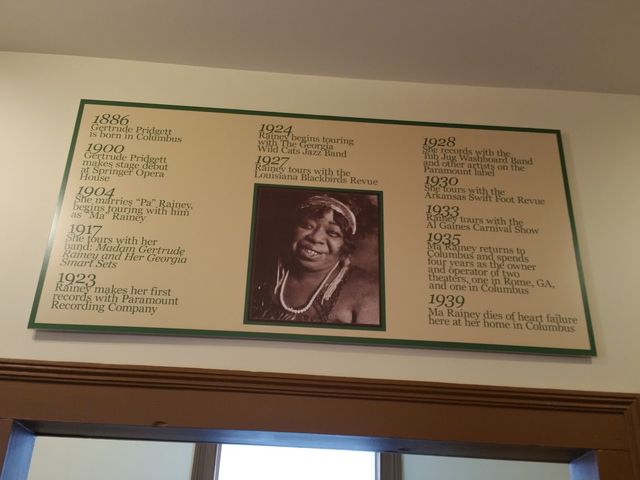 1886
Gertrude Pridgett
is born in Columbus
1900
Gertrude Pridgett
makes stage debut
at Springer Opera
House
1904
She marries "Pa" Rainey,
begins touring with him
as "Ma" Rainey
1917
She tours with her
band: Madam Gertrude
Rainey and Her Georgia
Smart Sets
1923
Rainey makes her first
records with Paramount
Recording Company
1924
Rainey begins touring
with The Georgia
Wild Cats Jazz Band
1927
Rainey tours with the
Louisiana Blackbirds Revue
1928
She records with the
Tub Jug Washboard Band
and other artists on the
Paramount label
1930
She tours with the
Arkansas Swift Foot Revue
1933
Rainey tours with the
Al Gaines Carnival Show
1935
Ma Rainey returns to
Columbus and spends
four years as the owner
and operator of two
theaters, one in Rome, GA,
and one in Columbus
1939
Ma Rainey dies of heart failure
here at her home in Columbus